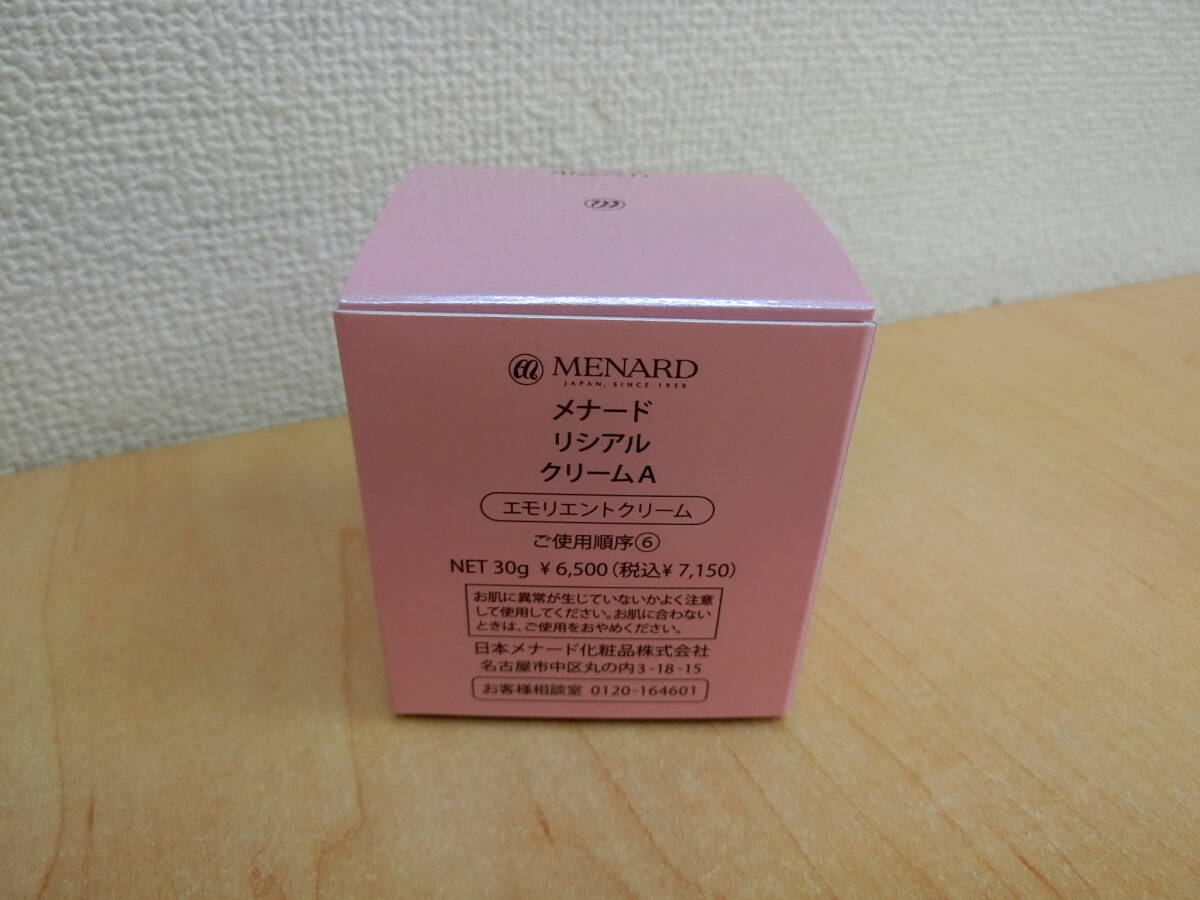 MENARD
JAPAN, SINCE 1959
メナード
リシアル
クリームA
エモリエントクリーム
ご使用順序⑥
NET 30g ¥6,500(税込¥7,150)
お肌に異常が生じていないかよく注意
して使用してください。お肌に合わない
ときは、ご使用をおやめください。
日本メナード化粧品株式会社
名古屋市中区丸の内3-18-15
お客様相談室 0120-164601